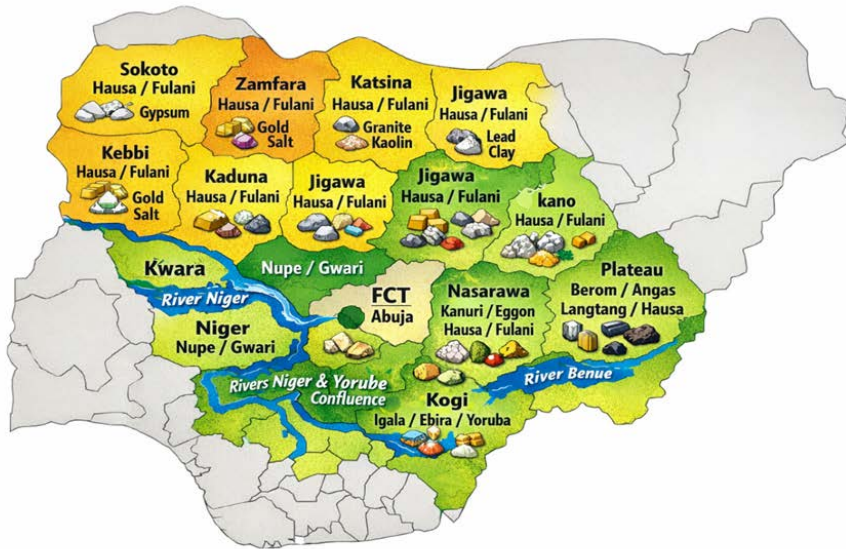 Sokoto
Hausa / Fulani
Gypsum
Zamfara
Hausa / Fulani
Gold
Salt
Katsina
Hausa / Fulani
Granite
Kaolin
Jigawa
Hausa / Fulani
Lead
Clay
Kebbi
Hausa / Fulani
Gold
Salt
Kaduna
Hausa / Fulani
Jigawa
Hausa / Fulani
Jigawa
Hausa / Fulani
kano
Hausa / Fulani
Kwara
River Niger
Nupe / Gwari
FCT
Abuja
Nasarawa
Kanuri / Eggon
Hausa / Fulani
Plateau
Berom / Angas
Langtang / Hausa
Niger
Nupe / Gwari
Rivers Niger & Yorube
Confluence
River Benue
Kogi
Igala / Ebira / Yoruba